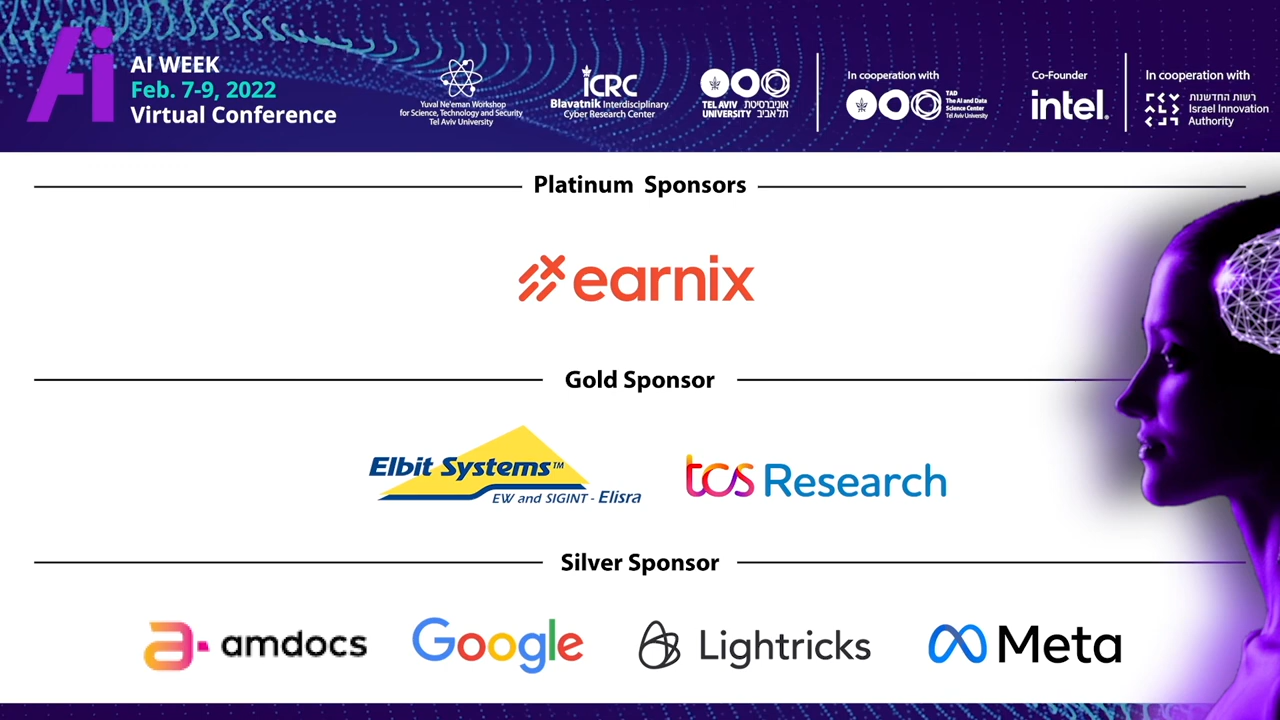 Ai
AI WEEK
Feb. 7-9, 2022
Virtual Conference
Yuval Ne'eman Workshop
for Science, Technology and Security
Tel Aviv University
iCRC
Blavatnik Interdisciplinary
Cyber Research Center
TEL AVIV אוניברסיטת
UNIVERSITY תל אביב
In cooperation with
TAD
The AI and Data
Science Center
Tel Aviv University
Co-Founder
intel.
In cooperation with
רשות החדשנות
Israel Innovation
Authority
Platinum Sponsors
earnix
Gold Sponsor
Elbit Systems™
EW and SIGINT - Elisra
tcs Research
Silver Sponsor
a amdocs
Google
Lightricks
Meta